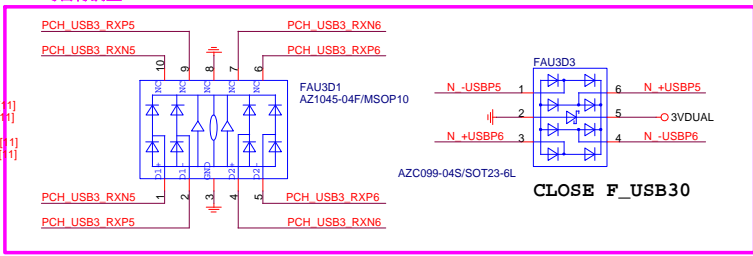 PCH_USB3_RXP5
PCH_USB3_RXN6
PCH_USB3_RXN5
PCH_USB3_RXP6
10
9
8
7
6
NC
NC
NC
NC
NC
FAU3D1
AZ1045-04F/MSOP10
D1+
D1-
GND
D2+
D2-
1
2
3
4
5
PCH_USB3_RXN5
PCH_USB3_RXP6
PCH_USB3_RXP5
PCH_USB3_RXN6
FAU3D3
N_-USBP5
1
6
N_+USBP5
2
5
3VDUAL
N_+USBP6
3
4
N_-USBP6
AZC099-04S/SOT23-6L
CLOSE F_USB30